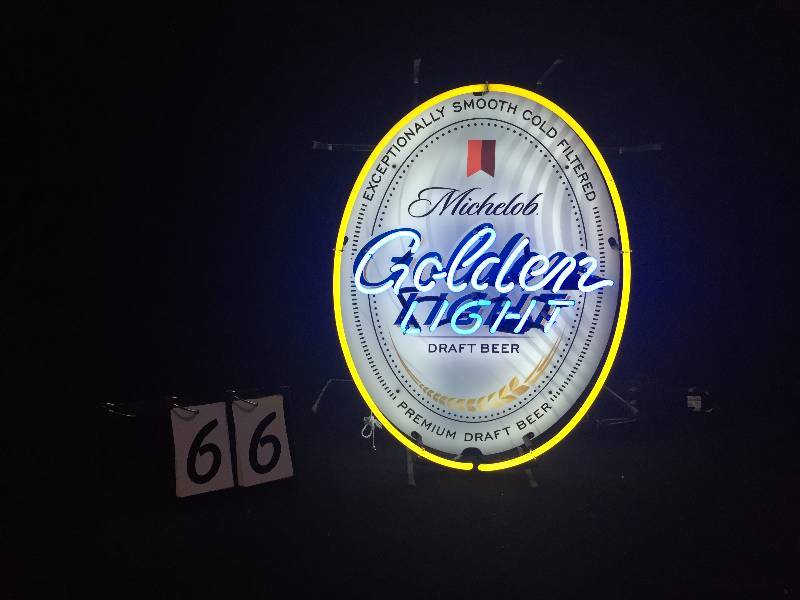 EXCEPTIONALLY SMOOTH COLD FILTERED
Michelob.
Golden
LIGHT
DRAFT BEER
PREMIUM DRAFT BEER
66